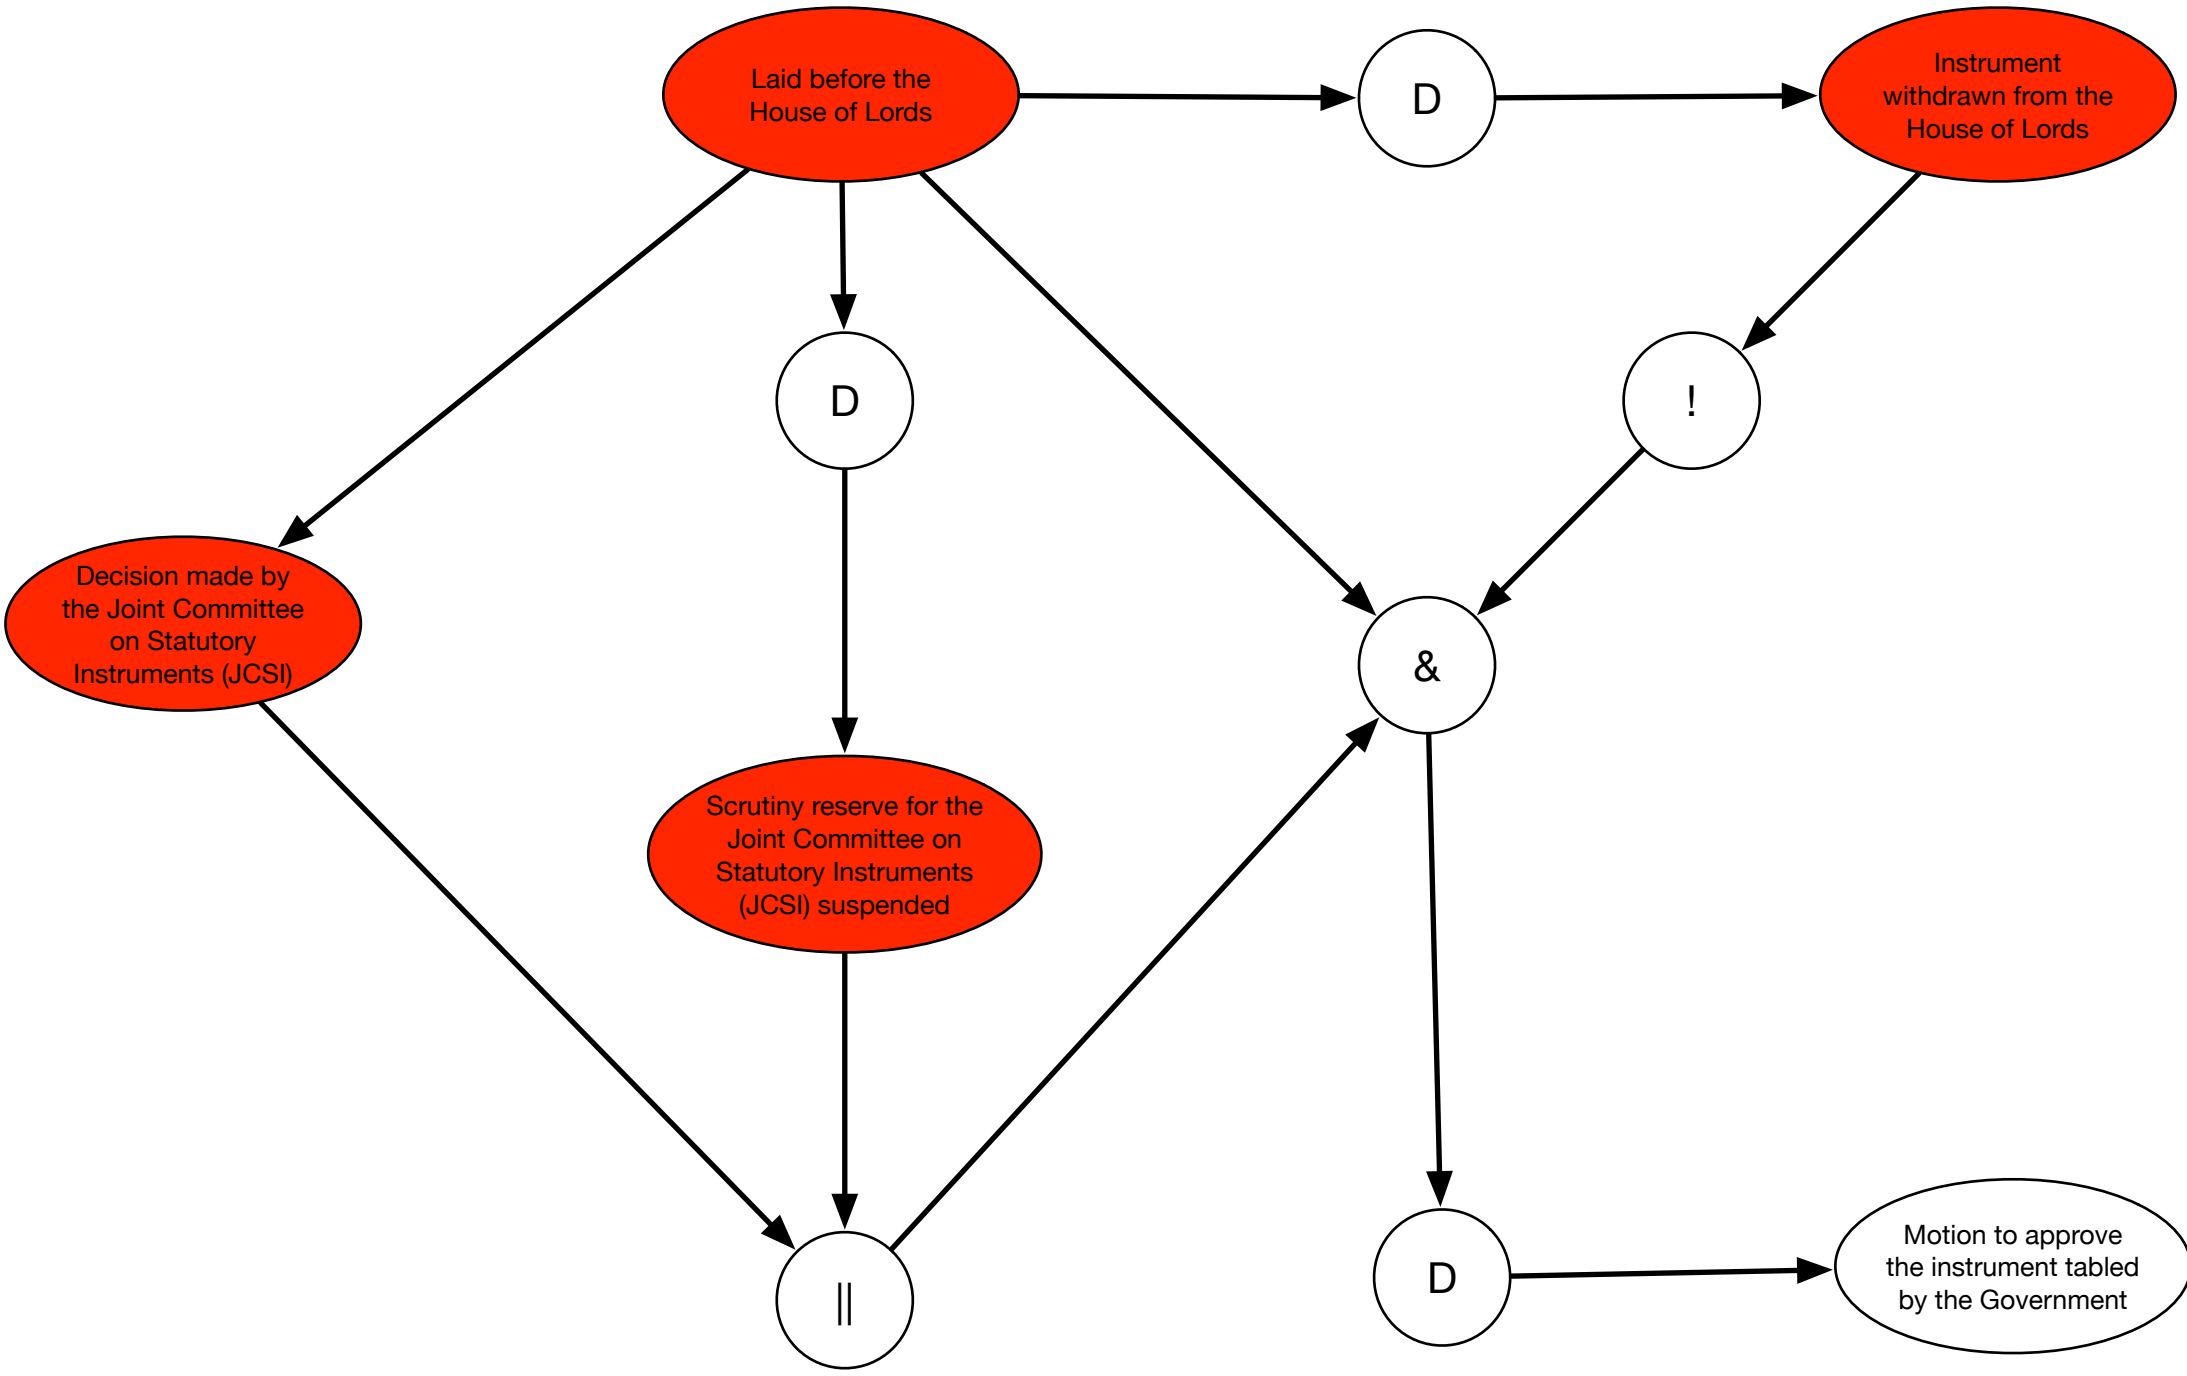 Laid before the
House of Lords
D
Instrument
withdrawn from the
House of Lords
D
!
Decision made by
the Joint Committee
on Statutory
Instruments (JCSI)
&
Scrutiny reserve for the
Joint Committee on
Statutory Instruments
(JCSI) suspended
||
D
Motion to approve
the instrument tabled
by the Government